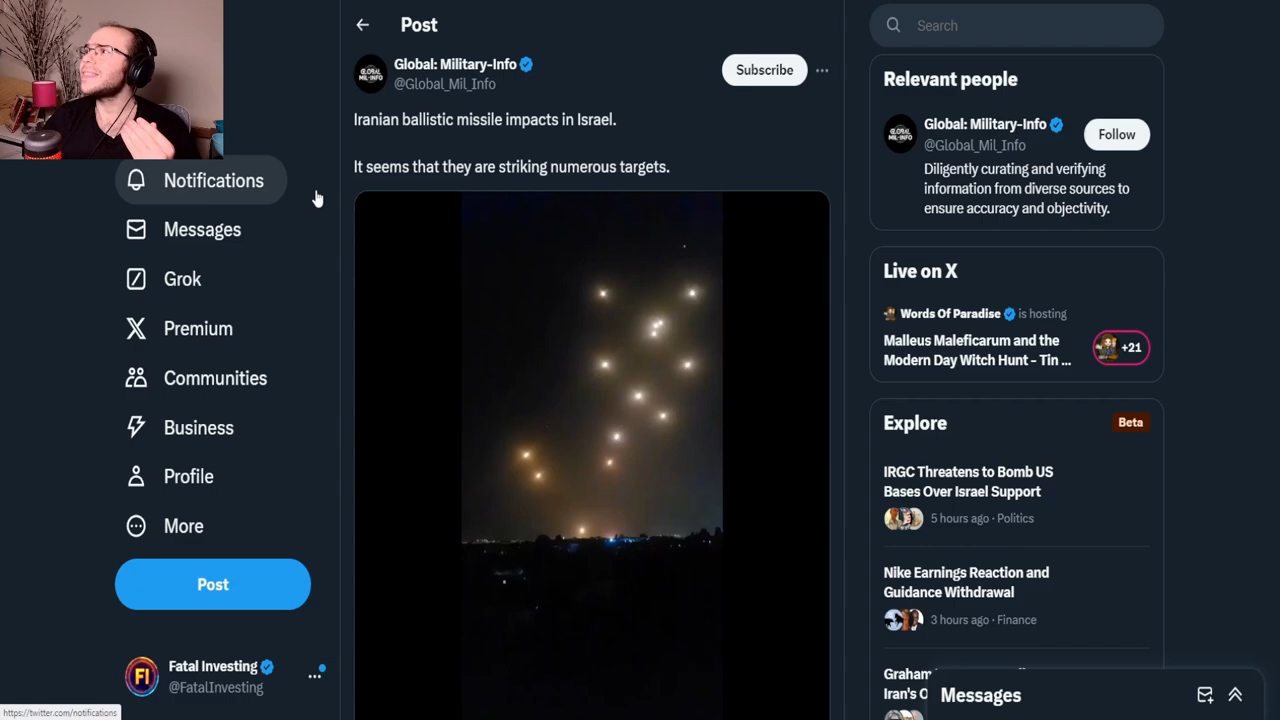 Post
Global: Military-Info
@Global_Mil_Info
Subscribe
Iranian ballistic missile impacts in Israel.
It seems that they are striking numerous targets.
Notifications
Messages
Grok
Premium
Communities
Business
Profile
More
Post
Fatal Investing
@FatalInvesting
https://twitter.com/notifications
Search
Relevant people
Global: Military-Info
@Global_Mil_Info
Follow
Diligently curating and verifying
information from diverse sources to
ensure accuracy and objectivity.
Live on X
Words Of Paradise is hosting
Malleus Maleficarum and the
Modern Day Witch Hunt - Tin ...
+21
Explore
Beta
IRGC Threatens to Bomb US
Bases Over Israel Support
5 hours ago · Politics
Nike Earnings Reaction and
Guidance Withdrawal
3 hours ago · Finance
Iran's O
Messages
GLOBAL
MIL-INFO
FI